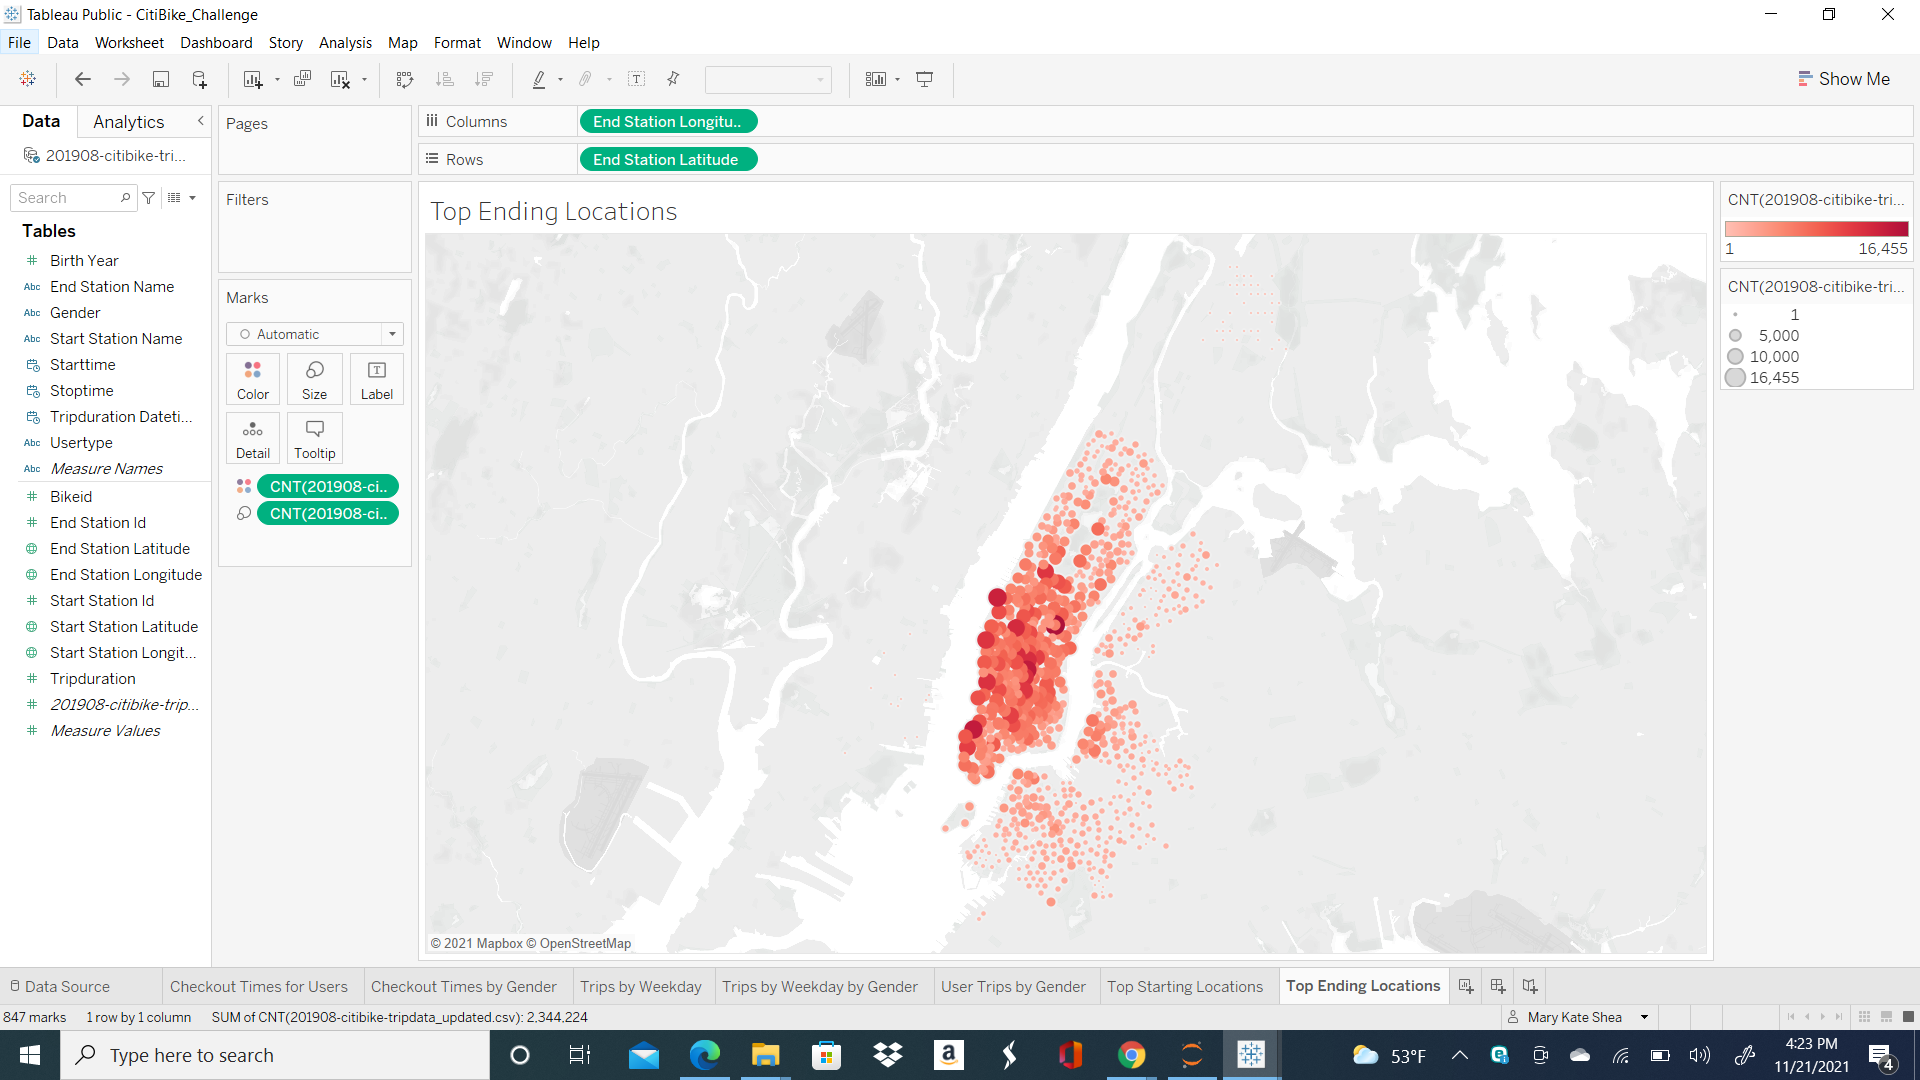 Tableau Public - CitiBike_Challenge
File Data Worksheet Dashboard Story Analysis Map Format Window Help
Show Me
Data Analytics
201908-citibike-tri...
Search
Tables
Birth Year
Abc End Station Name
Abc Gender
Abc Start Station Name
Starttime
Stoptime
Tripduration Dateti...
Abc Usertype
Abc Measure Names
Bikeid
End Station Id
End Station Latitude
End Station Longitude
Start Station Id
Start Station Latitude
Start Station Longit...
Tripduration
201908-citibike-trip...
Measure Values
Pages
Filters
Marks
Automatic
Color Size Label
Detail Tooltip
CNT(201908-ci..
CNT(201908-ci..
Columns End Station Longitu..
Rows End Station Latitude
Top Ending Locations
© 2021 Mapbox © OpenStreetMap
CNT(201908-citibike-tri...
1 16,455
CNT(201908-citibike-tri...
1
5,000
10,000
16,455
Data Source Checkout Times for Users Checkout Times by Gender Trips by Weekday Trips by Weekday by Gender User Trips by Gender Top Starting Locations Top Ending Locations
847 marks 1 row by 1 column SUM of CNT(201908-citibike-tripdata_updated.csv): 2,344,224 Mary Kate Shea
Type here to search
53°F
4:23 PM
11/21/2021
4